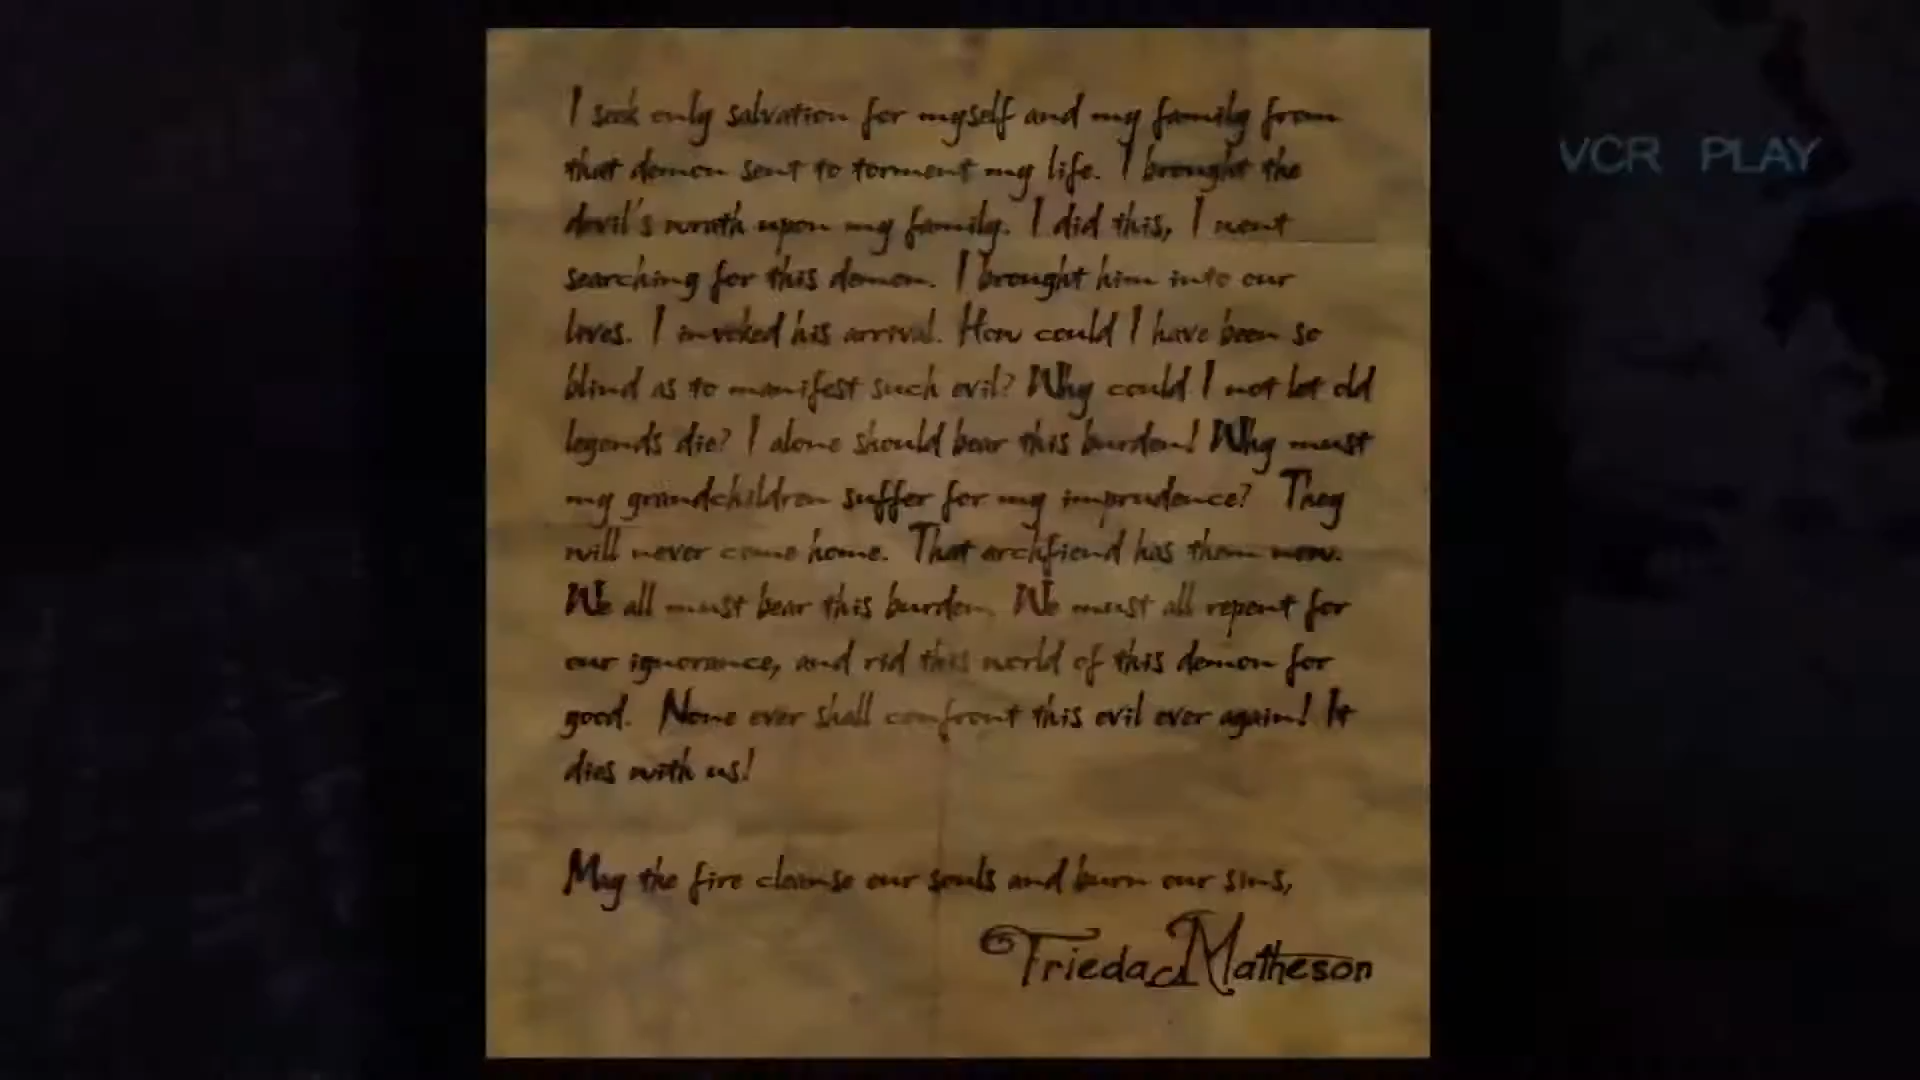 I seek only salvation for myself and my family from
that demon sent to torment my life. I brought the
devil's wrath upon my family. I did this, I went
searching for this demon. I brought him into our
lives. I invoked his arrival. How could I have been so
blind as to manifest such evil? Why could I not let old
legends die? I alone should bear this burden! Why must
my grandchildren suffer for my imprudence? They
will never come home. That archfiend has them now.
We all must bear this burden. We must all repent for
our ignorance, and rid this world of this demon for
good. None ever shall confront this evil ever again! It
dies with us!
May the fire cleanse our souls and burn our sins,
Frieda Matheson
VCR PLAY